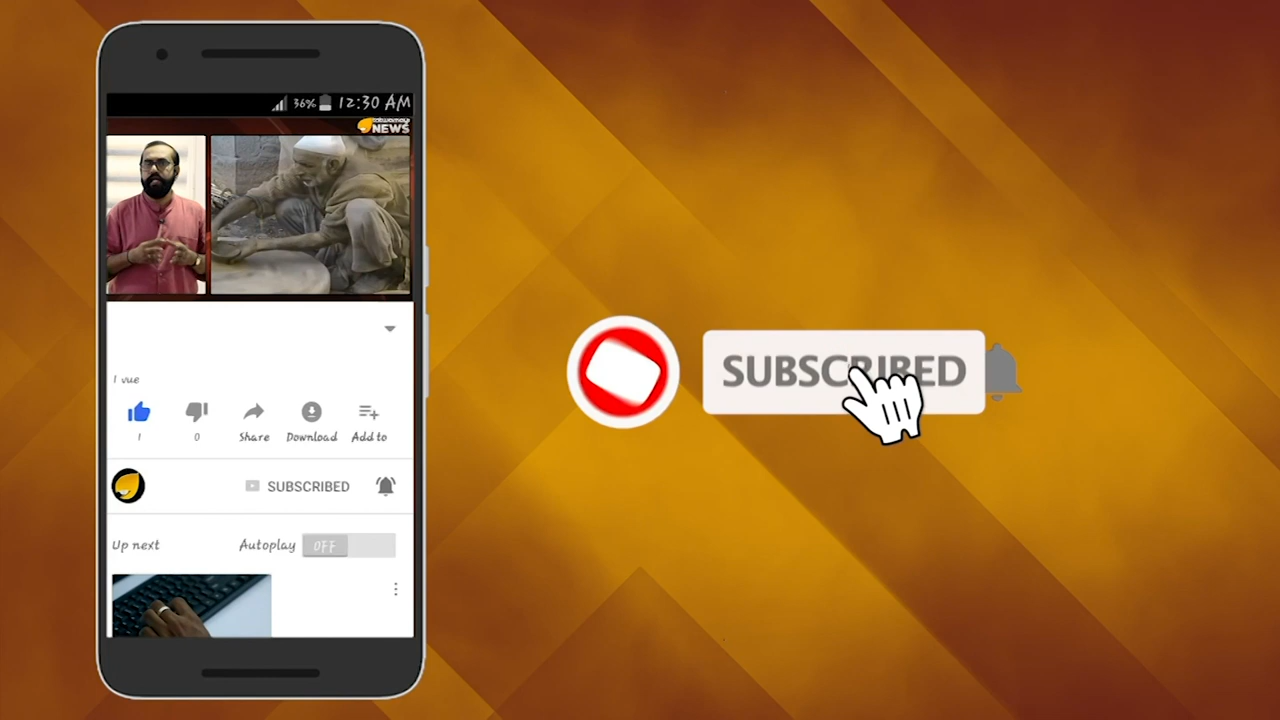 36% 12:30 AM
NEWS
1 vue
1
0
Share
Download
Add to
SUBSCRIBED
Up next
Autoplay
OFF
SUBSCRIBED